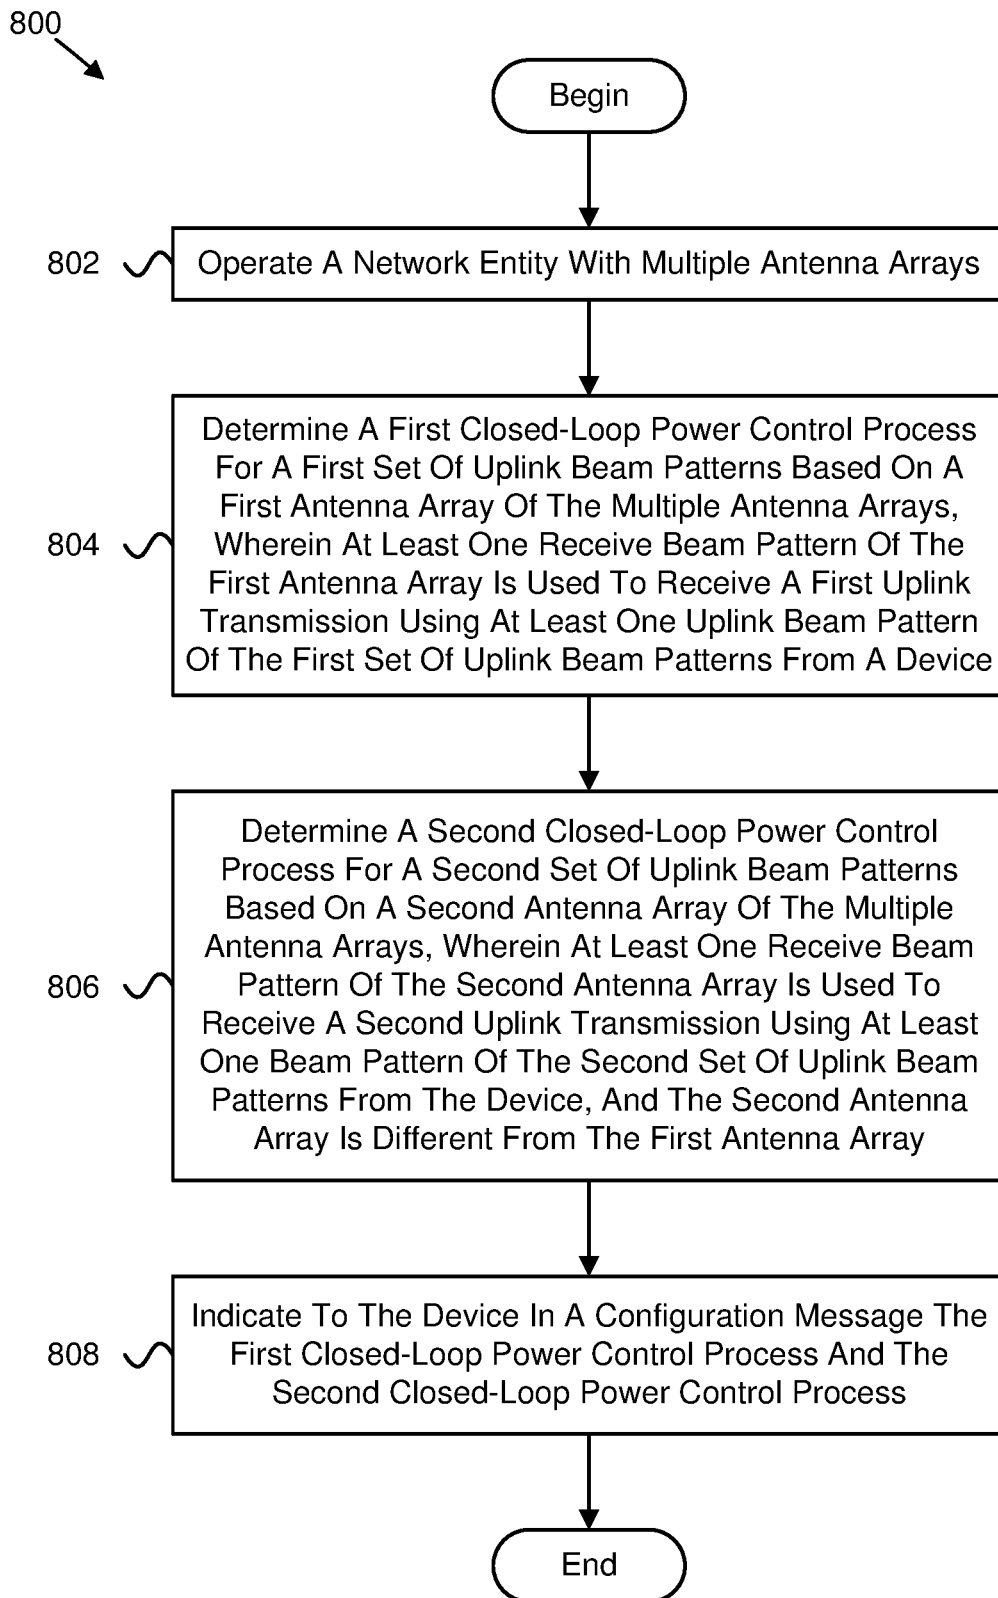 800
Begin
802
Operate A Network Entity With Multiple Antenna Arrays
804
Determine A First Closed-Loop Power Control Process
For A First Set Of Uplink Beam Patterns Based On A
First Antenna Array Of The Multiple Antenna Arrays,
Wherein At Least One Receive Beam Pattern Of The
First Antenna Array Is Used To Receive A First Uplink
Transmission Using At Least One Uplink Beam Pattern
Of The First Set Of Uplink Beam Patterns From A Device
806
Determine A Second Closed-Loop Power Control
Process For A Second Set Of Uplink Beam Patterns
Based On A Second Antenna Array Of The Multiple
Antenna Arrays, Wherein At Least One Receive Beam
Pattern Of The Second Antenna Array Is Used To
Receive A Second Uplink Transmission Using At Least
One Beam Pattern Of The Second Set Of Uplink Beam
Patterns From The Device, And The Second Antenna
Array Is Different From The First Antenna Array
808
Indicate To The Device In A Configuration Message The
First Closed-Loop Power Control Process And The
Second Closed-Loop Power Control Process
End